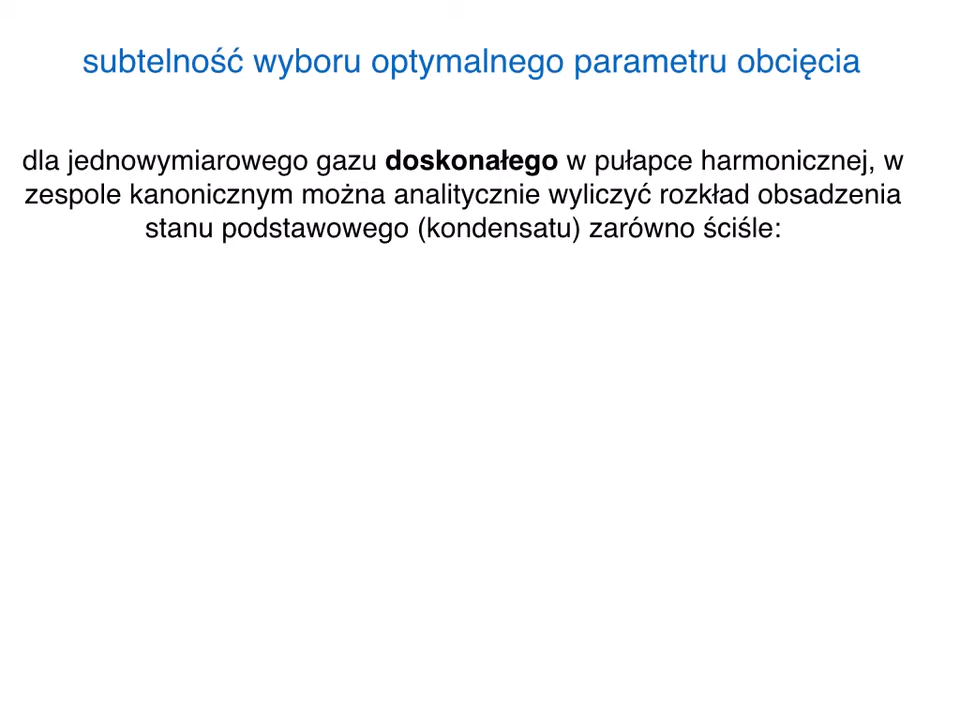 subtelność wyboru optymalnego parametru obcięcia
dla jednowymiarowego gazu doskonałego w pułapce harmonicznej, w
zespole kanonicznym można analitycznie wyliczyć rozkład obsadzenia
stanu podstawowego (kondensatu) zarówno ściśle: